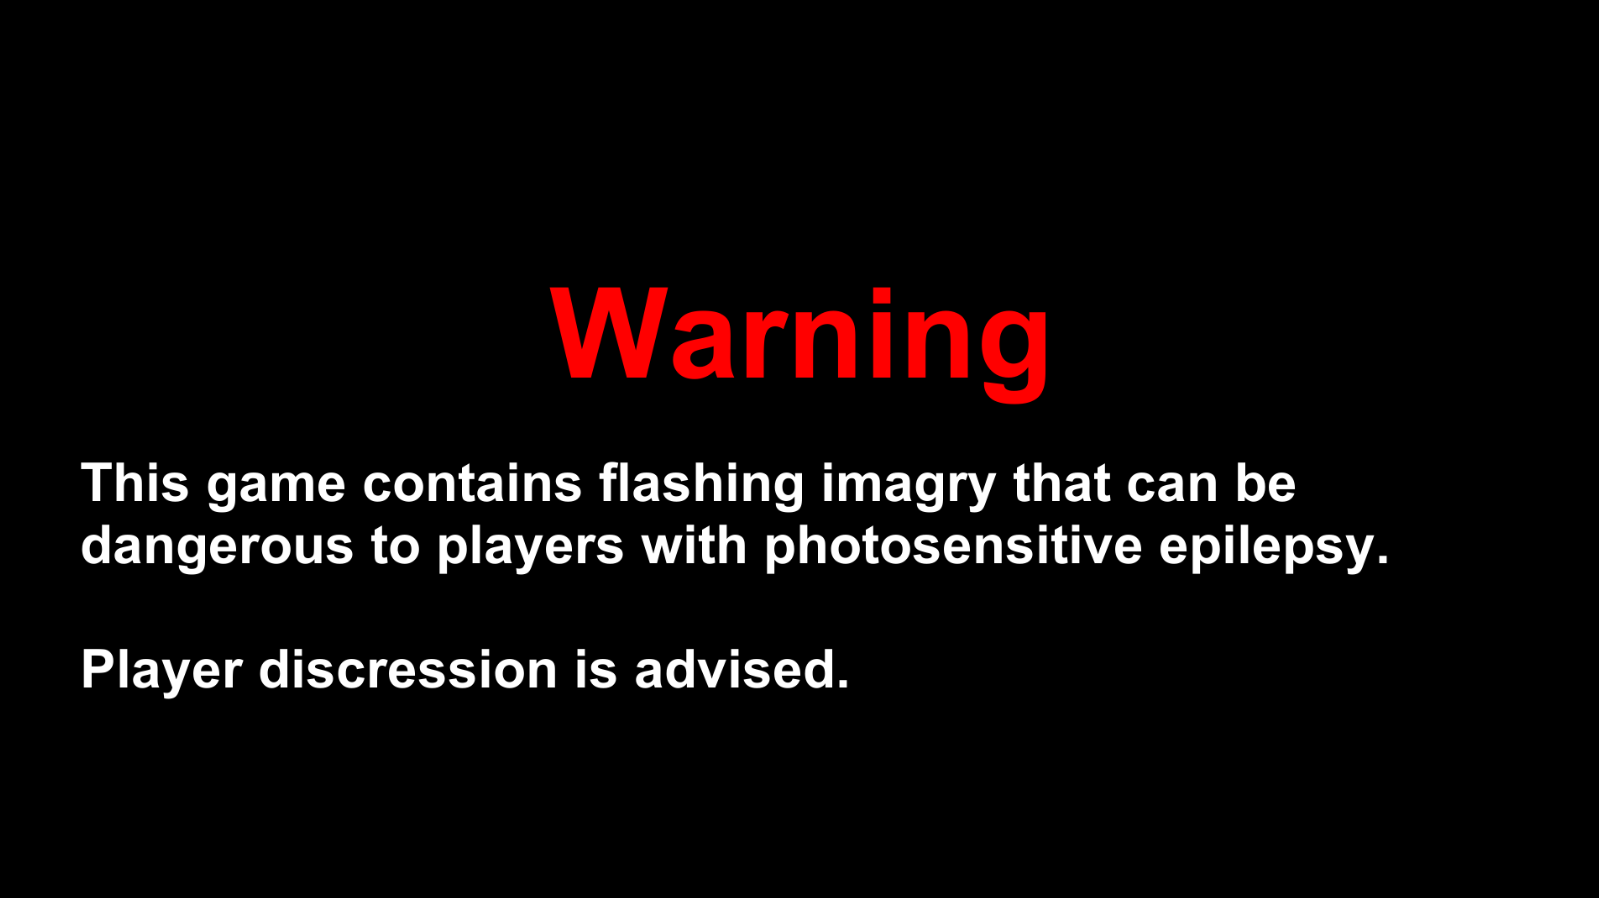 Warning
This game contains flashing imagry that can be
dangerous to players with photosensitive epilepsy.
Player discression is advised.